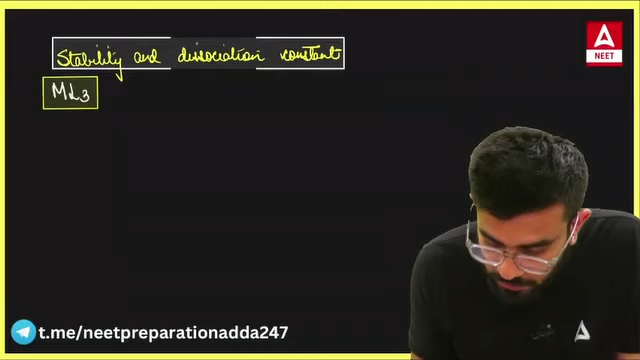 Stability and dissociation constant
A
NEET
ML3
t.me/neetpreparationadda247